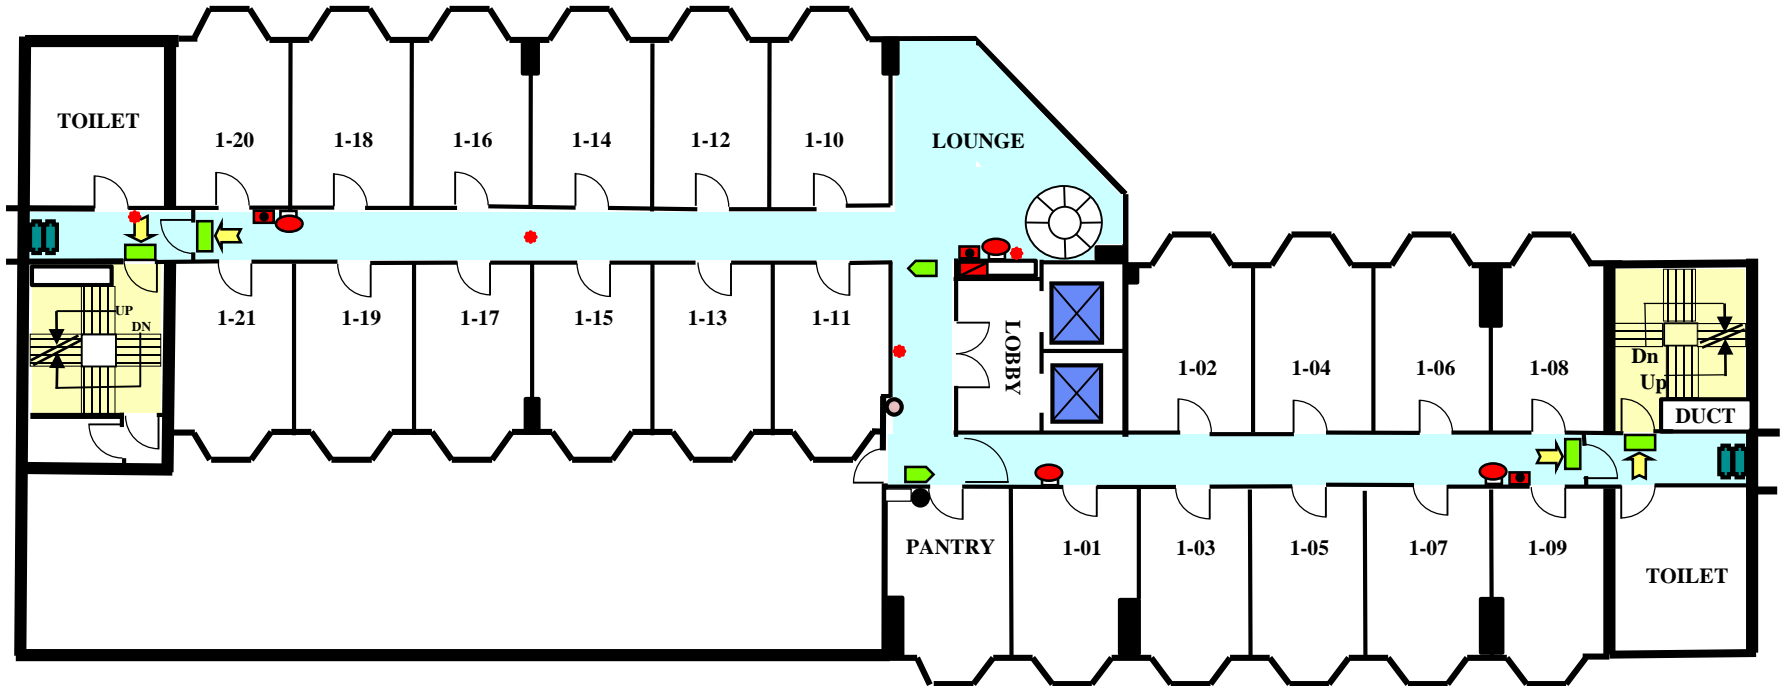 TOILET
1-20
1-18
1-16
1-14
1-12
1-10
LOUNGE
UP
DN
1-21
1-19
1-17
1-15
1-13
1-11
LOBBY
1-02
1-04
1-06
1-08
Dn
Up
DUCT
PANTRY
1-01
1-03
1-05
1-07
1-09
TOILET